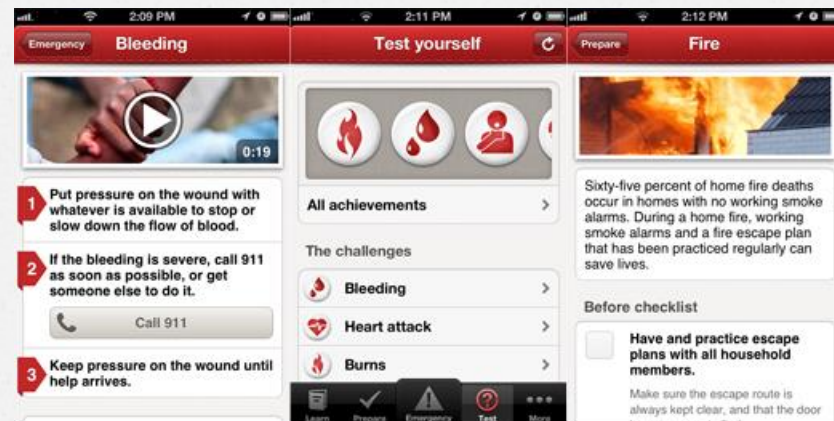 2:09 PM
Emergency
Bleeding
0:19
1
Put pressure on the wound with
whatever is available to stop or
slow down the flow of blood.
2
If the bleeding is severe, call 911
as soon as possible, or get
someone else to do it.
Call 911
3
Keep pressure on the wound until
help arrives.
2:11 PM
Test yourself
All achievements
The challenges
Bleeding
Heart attack
Burns
Learn
Prepare
Emergency
Test
More
2:12 PM
Prepare
Fire
Sixty-five percent of home fire deaths
occur in homes with no working smoke
alarms. During a home fire, working
smoke alarms and a fire escape plan
that has been practiced regularly can
save lives.
Before checklist
Have and practice escape
plans with all household
members.
Make sure the escape route is
always kept clear, and that the door